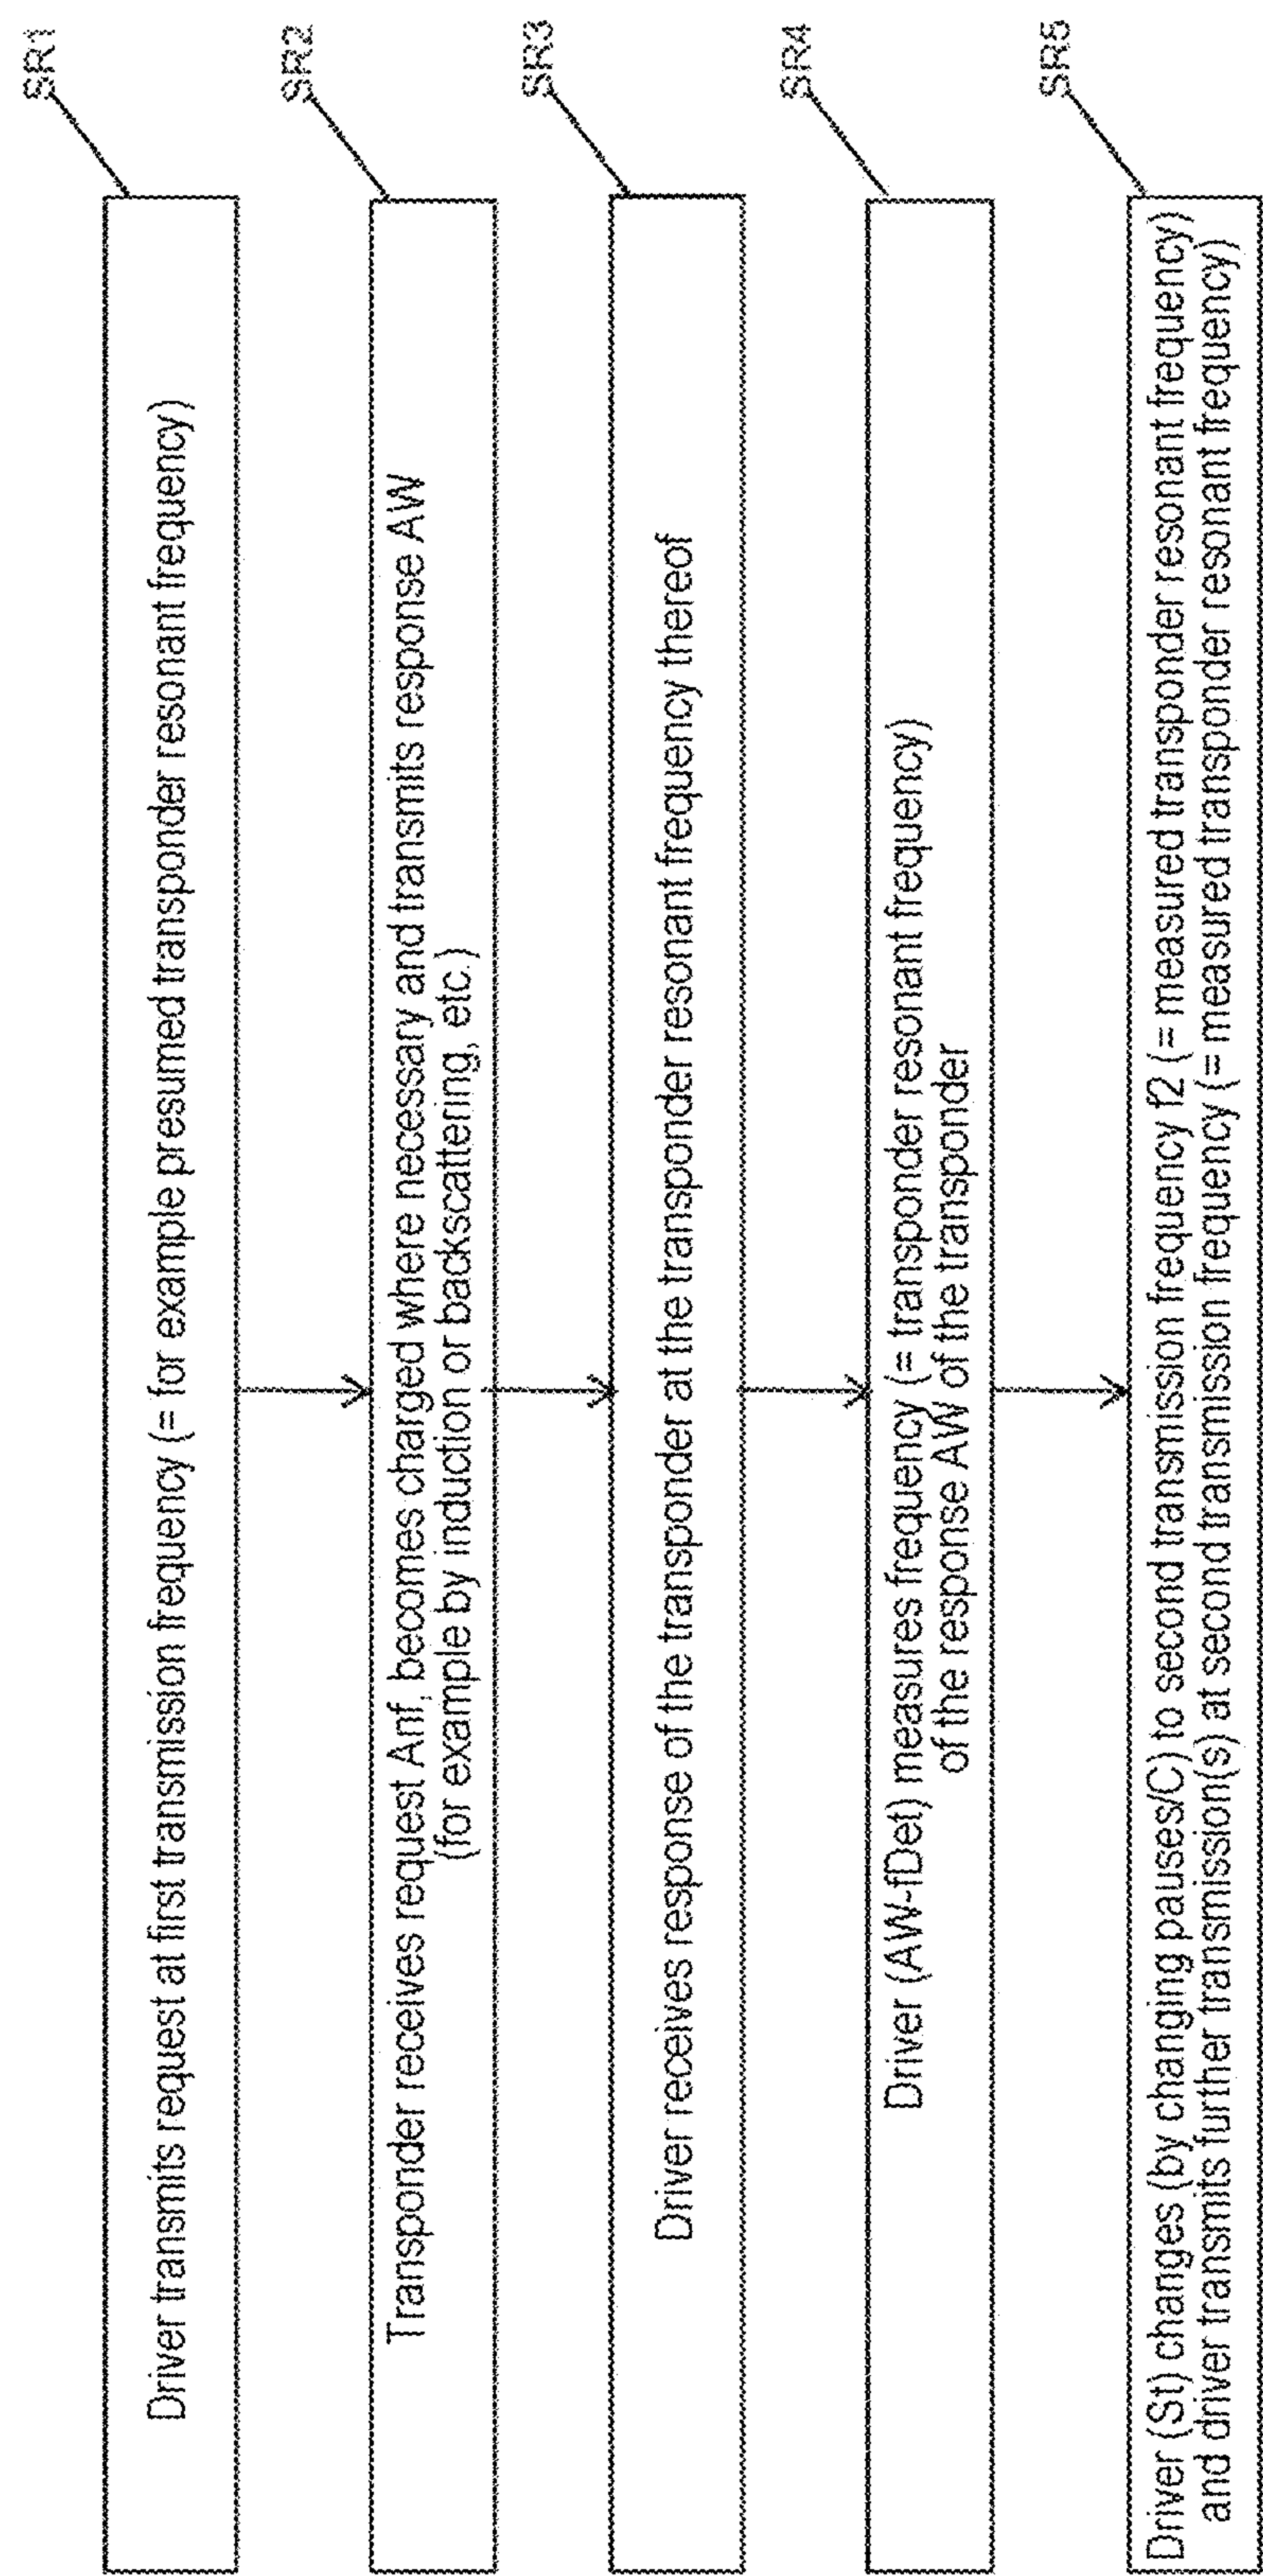 SR1
Driver transmits request at first transmission frequency (= for example presumed transponder resonant frequency)
SR2
Transponder receives request Anf, becomes charged where necessary and transmits response AW
(for example by induction or backscattering, etc.)
SR3
Driver receives response of the transponder at the transponder resonant frequency thereof
SR4
Driver (AW-fDet) measures frequency (= transponder resonant frequency)
of the response AW of the transponder
SR5
Driver (St) changes (by changing pauses/C) to second transmission frequency f2 (= measured transponder resonant frequency)
and driver transmits further transmission(s) at second transmission frequency (= measured transponder resonant frequency)